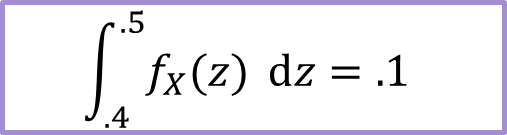 ∫_{.4}^{.5} f_X(z) dz = .1